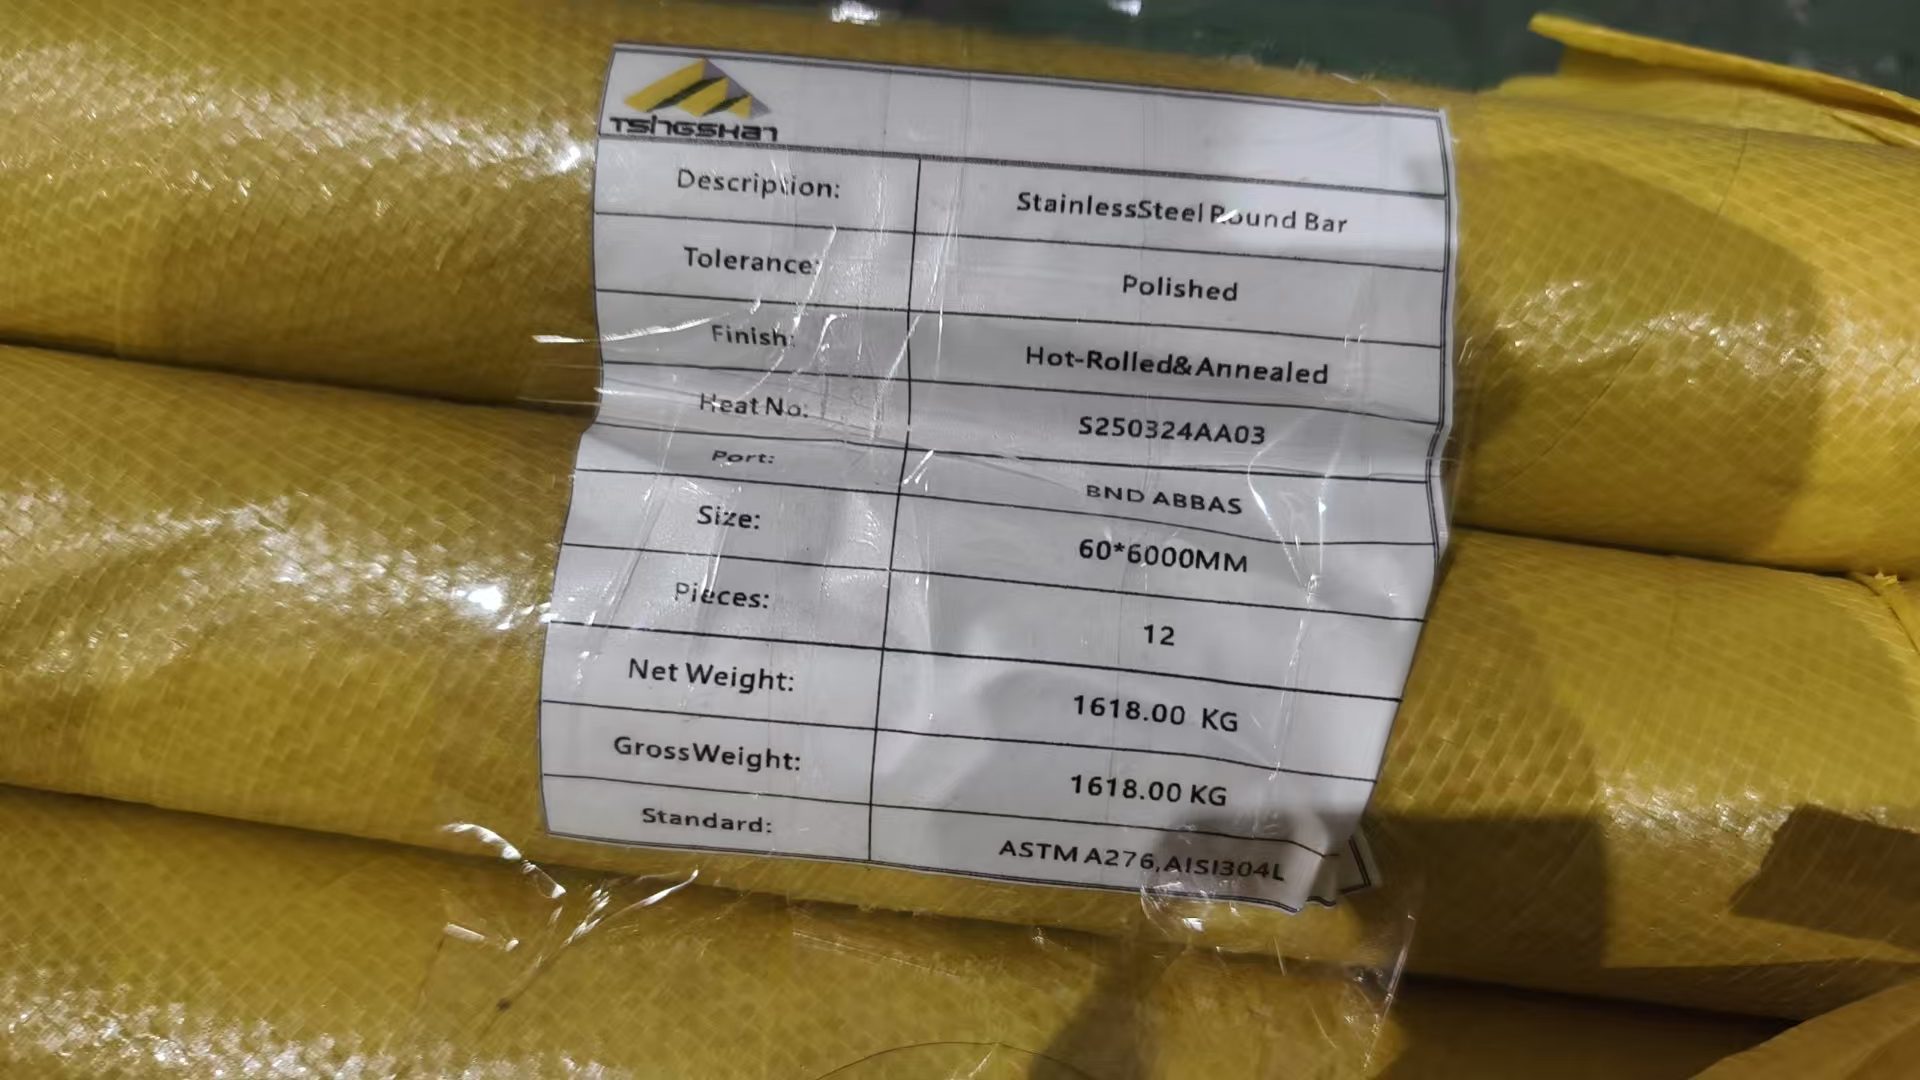 TSINGSHAN
Description: StainlessSteel Round Bar
Tolerance: Polished
Finish: Hot-Rolled&Annealed
Heat No: S250324AA03
Port: BND ABBAS
Size: 60*6000MM
Pieces: 12
Net Weight: 1618.00 KG
GrossWeight: 1618.00 KG
Standard: ASTM A276,AISI304L